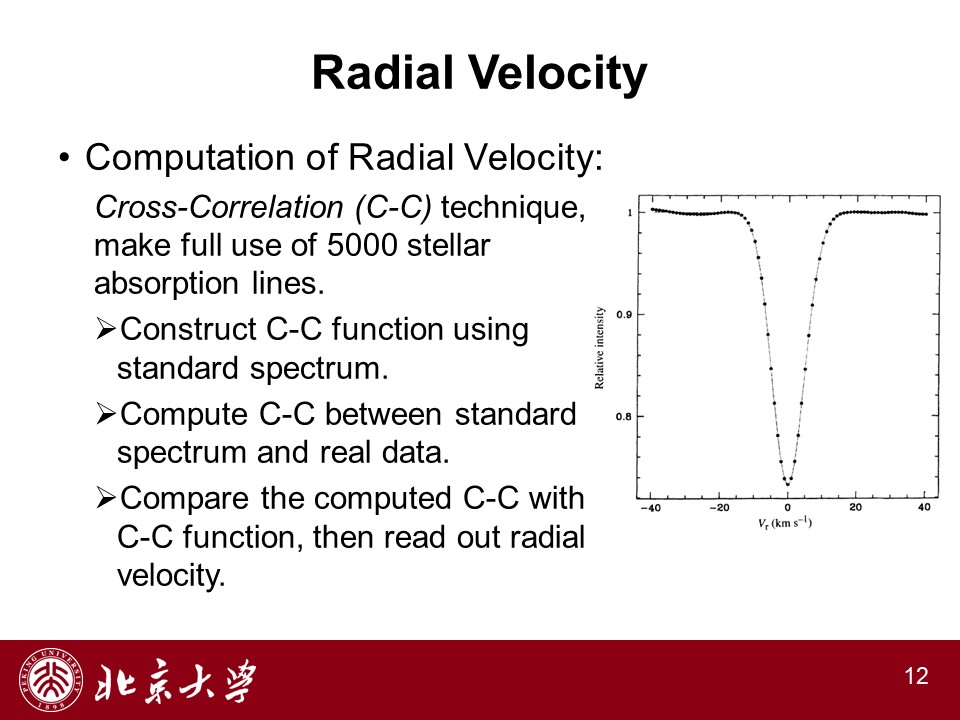 Radial Velocity
• Computation of Radial Velocity:
Cross-Correlation (C-C) technique,
make full use of 5000 stellar
absorption lines.
➢Construct C-C function using
standard spectrum.
➢Compute C-C between standard
spectrum and real data.
➢Compare the computed C-C with
C-C function, then read out radial
velocity.
Relative intensity
1
0.9
0.8
−40 −20 0 20 40
Vr (km s⁻¹)
PEKING UNIVERSITY
1898
北京大学
12